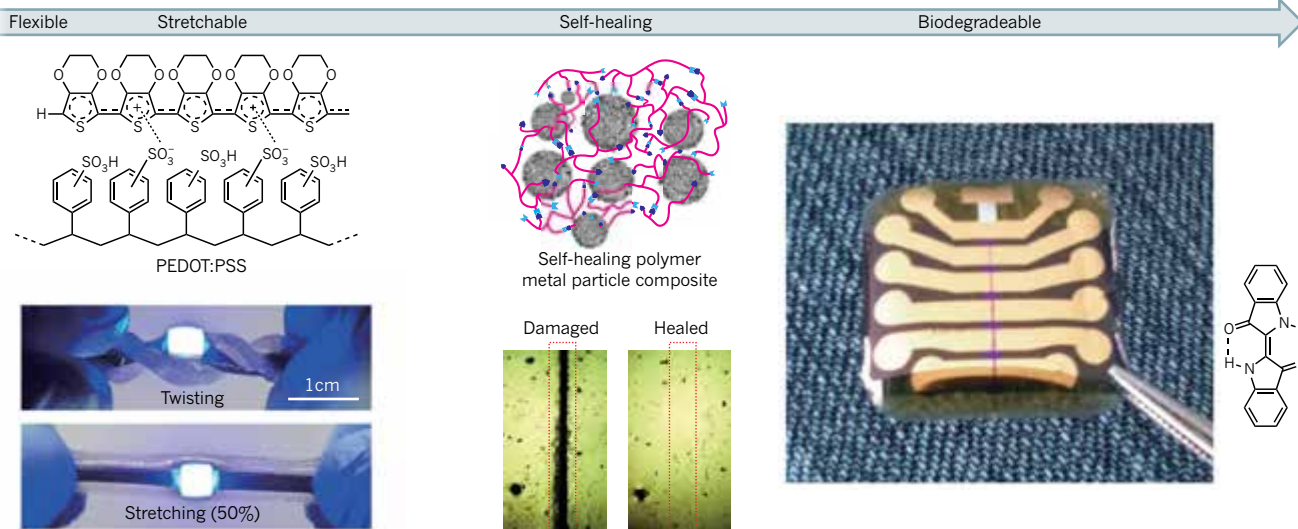 Flexible Stretchable Self-healing Biodegradeable
O O O O O O O O O O
H S + S S + S S
SO3H SO3− SO3H SO3− SO3H
PEDOT:PSS
Twisting
1cm
Stretching (50%)
Self-healing polymer
metal particle composite
Damaged Healed
O N
H N